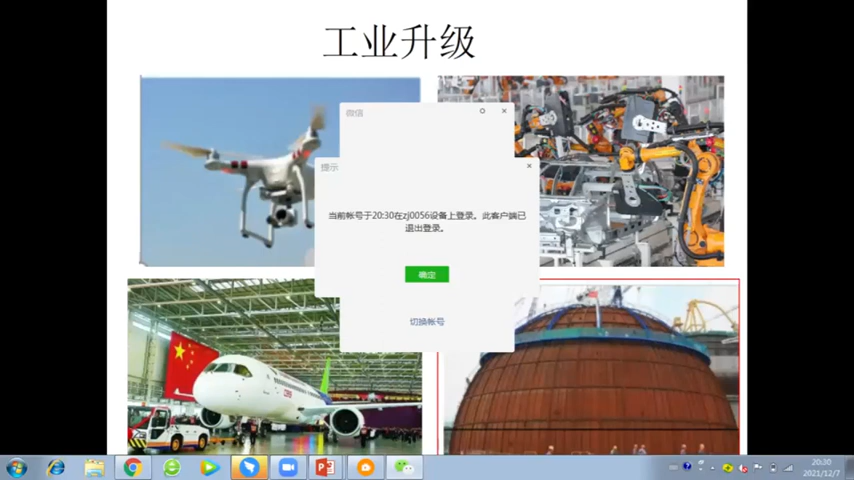 工业升级
微信
提示
当前帐号于20:30在zj0056设备上登录。此客户端已
退出登录。
确定
切换帐号
20:30
2021/12/7